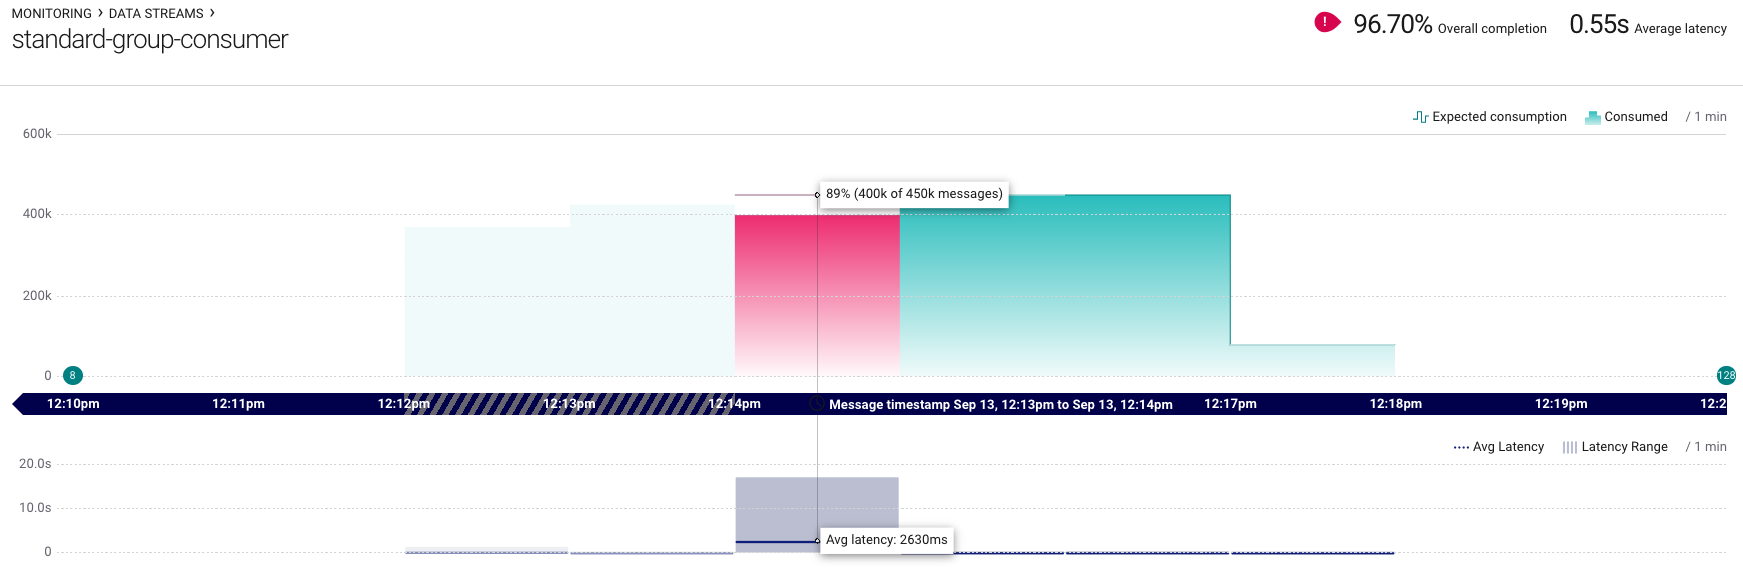 MONITORING > DATA STREAMS >
standard-group-consumer
! 96.70% Overall completion 0.55s Average latency
Expected consumption Consumed / 1 min
600k
89% (400k of 450k messages)
400k
200k
0
8
128
12:10pm 12:11pm 12:12pm 12:13pm 12:14pm Message timestamp Sep 13, 12:13pm to Sep 13, 12:14pm 12:17pm 12:18pm 12:19pm 12:2
Avg Latency Latency Range / 1 min
20.0s
10.0s
Avg latency: 2630ms
0